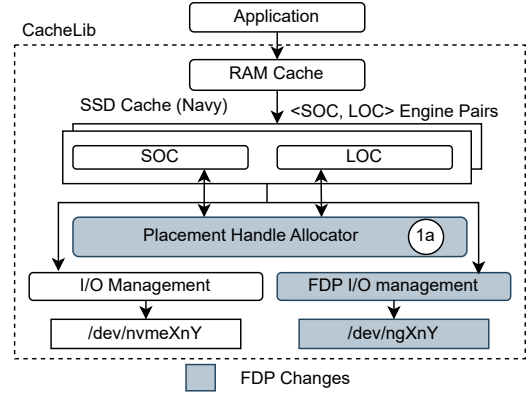 Application
CacheLib
RAM Cache
SSD Cache (Navy)
<SOC, LOC> Engine Pairs
SOC
LOC
Placement Handle Allocator
1a
I/O Management
FDP I/O management
/dev/nvmeXnY
/dev/ngXnY
FDP Changes